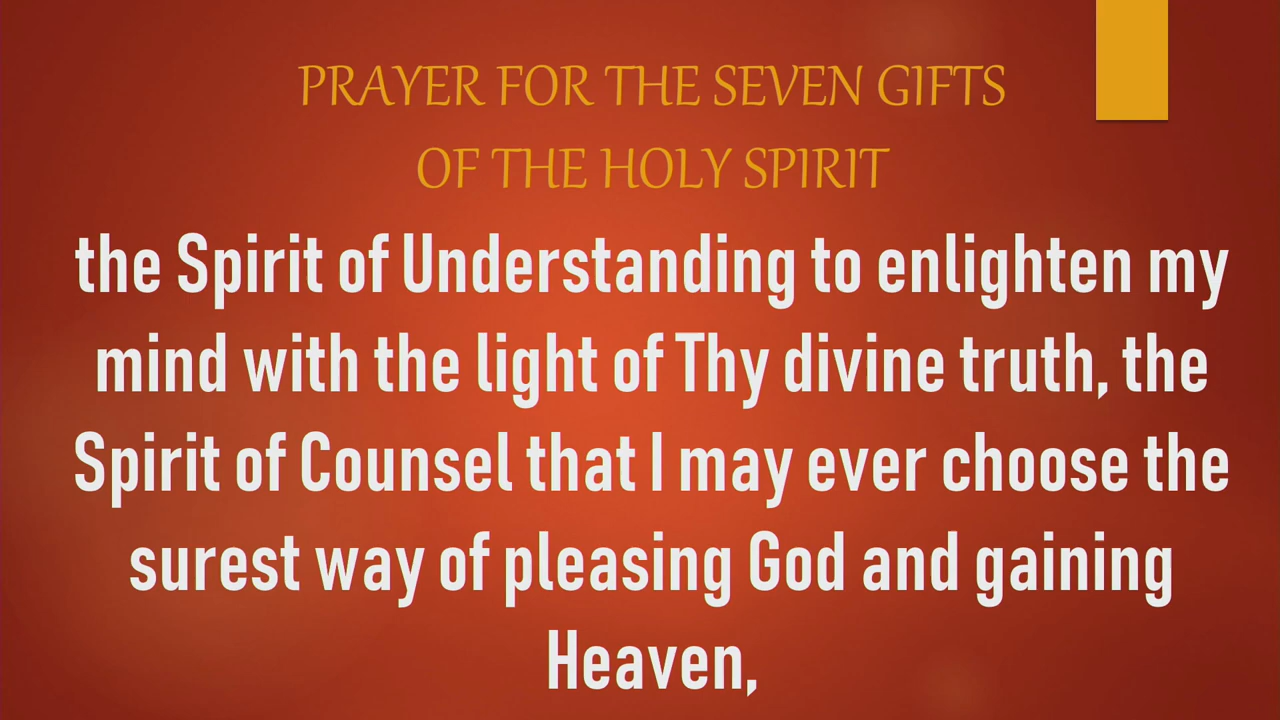 PRAYER FOR THE SEVEN GIFTS
OF THE HOLY SPIRIT
the Spirit of Understanding to enlighten my
mind with the light of Thy divine truth, the
Spirit of Counsel that I may ever choose the
surest way of pleasing God and gaining
Heaven,